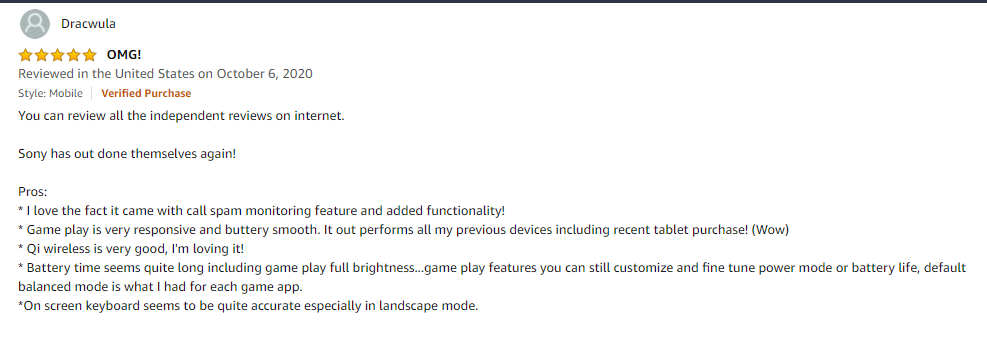 Dracwula
OMG!
Reviewed in the United States on October 6, 2020
Style: Mobile Verified Purchase
You can review all the independent reviews on internet.
Sony has out done themselves again!
Pros:
* I love the fact it came with call spam monitoring feature and added functionality!
* Game play is very responsive and buttery smooth. It out performs all my previous devices including recent tablet purchase! (Wow)
* Qi wireless is very good, I'm loving it!
* Battery time seems quite long including game play full brightness...game play features you can still customize and fine tune power mode or battery life, default
balanced mode is what I had for each game app.
*On screen keyboard seems to be quite accurate especially in landscape mode.